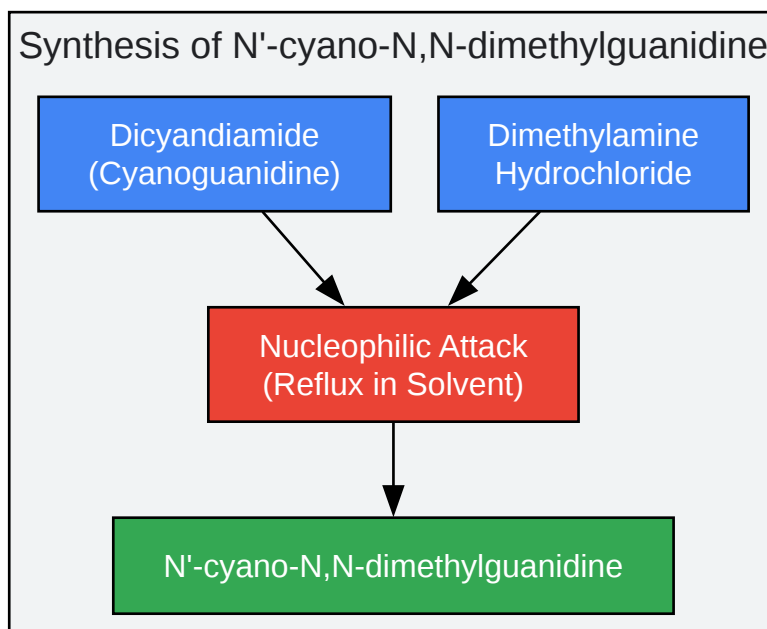 Synthesis of N'-cyano-N,N-dimethylguanidine
Dicyandiamide
(Cyanoguanidine)
Dimethylamine
Hydrochloride
Nucleophilic Attack
(Reflux in Solvent)
N'-cyano-N,N-dimethylguanidine